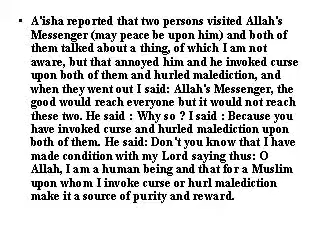 • A'isha reported that two persons visited Allah's
Messenger (may peace be upon him) and both of
them talked about a thing, of which I am not
aware, but that annoyed him and he invoked curse
upon both of them and hurled malediction, and
when they went out I said: Allah's Messenger, the
good would reach everyone but it would not reach
these two. He said : Why so ? I said : Because you
have invoked curse and hurled malediction upon
both of them. He said: Don't you know that I have
made condition with my Lord saying thus: O
Allah, I am a human being and that for a Muslim
upon whom I invoke curse or hurl malediction
make it a source of purity and reward.